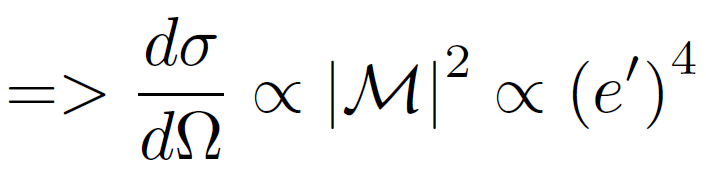 => dσ/dΩ ∝ |ℳ|² ∝ (e′)⁴